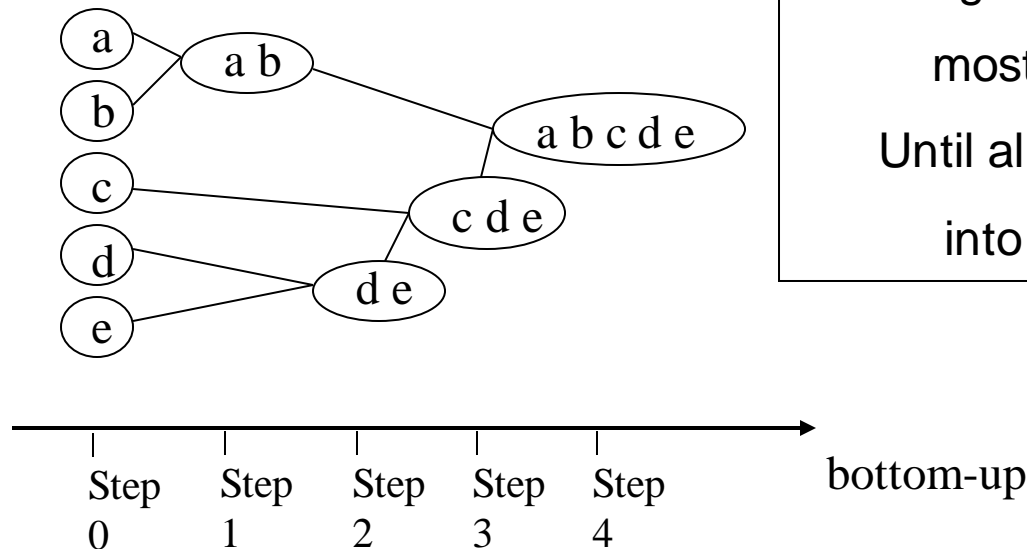 a
b
c
d
e
a b
d e
c d e
a b c d e
most
Until al
into
Step 0
Step 1
Step 2
Step 3
Step 4
bottom-up